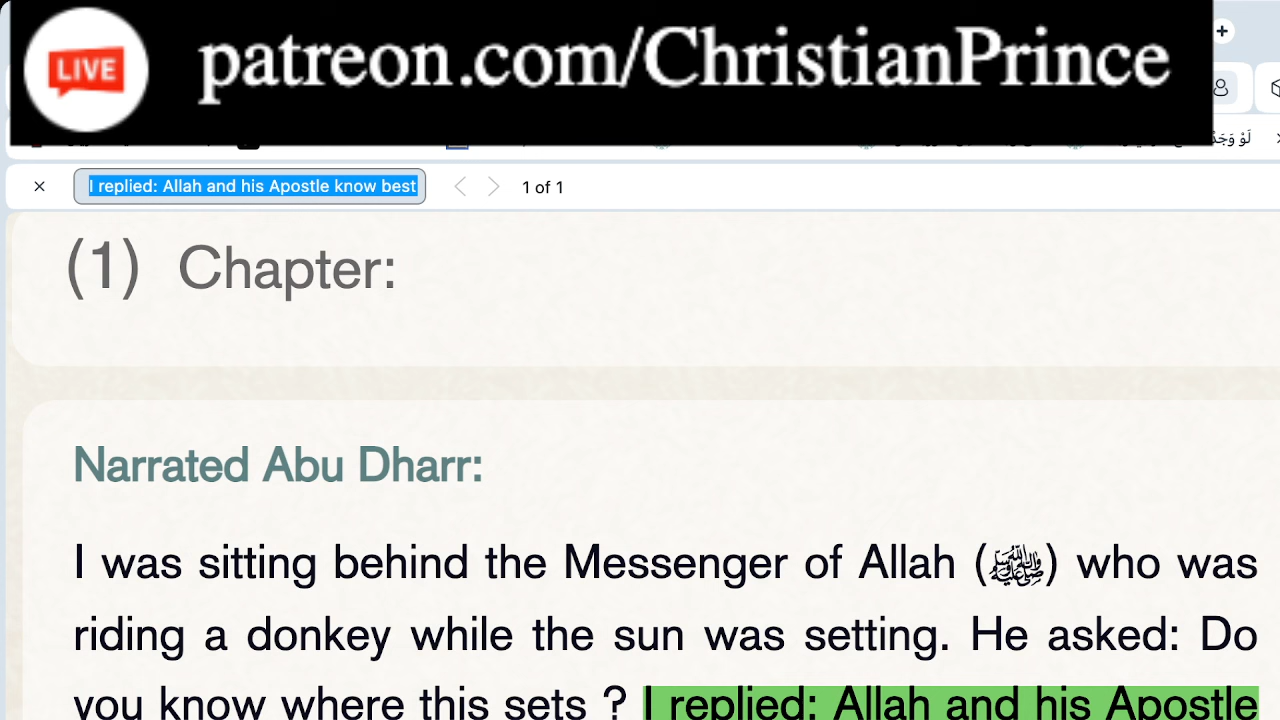 LIVE
patreon.com/ChristianPrince
+
لَوْ وَجَدْ
× I replied: Allah and his Apostle know best < > 1 of 1
(1) Chapter:
Narrated Abu Dharr:
I was sitting behind the Messenger of Allah (ﷺ) who was
riding a donkey while the sun was setting. He asked: Do
you know where this sets ? I replied: Allah and his Apostle